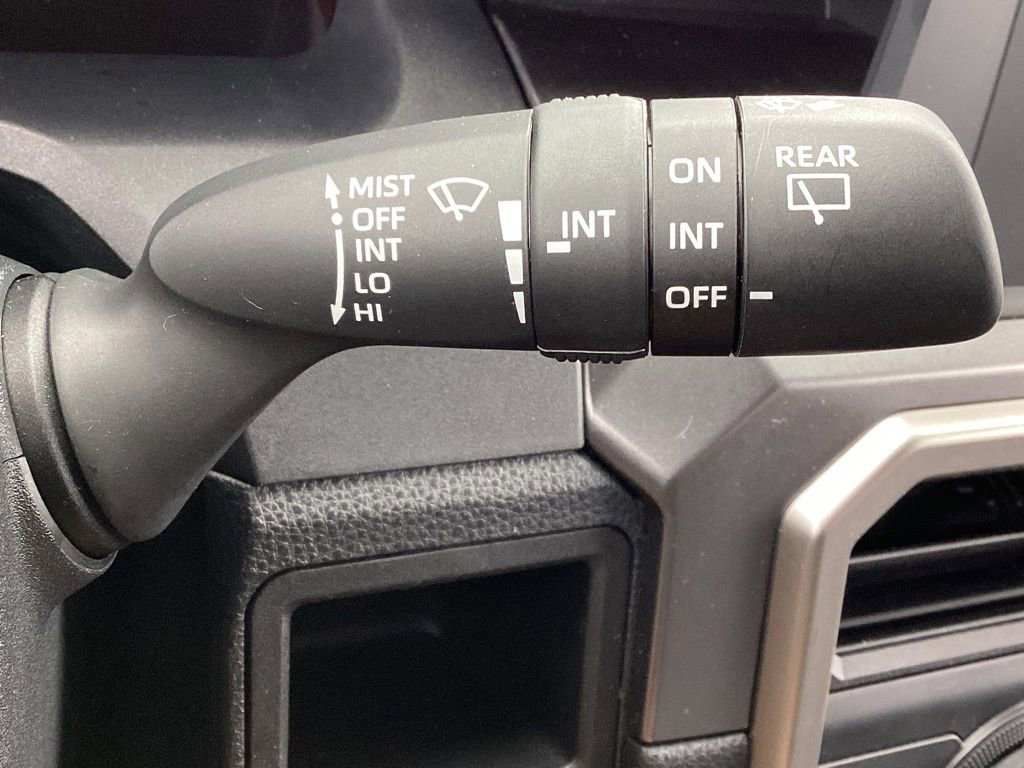 MIST
OFF
INT
LO
HI
INT
ON
INT
OFF
REAR